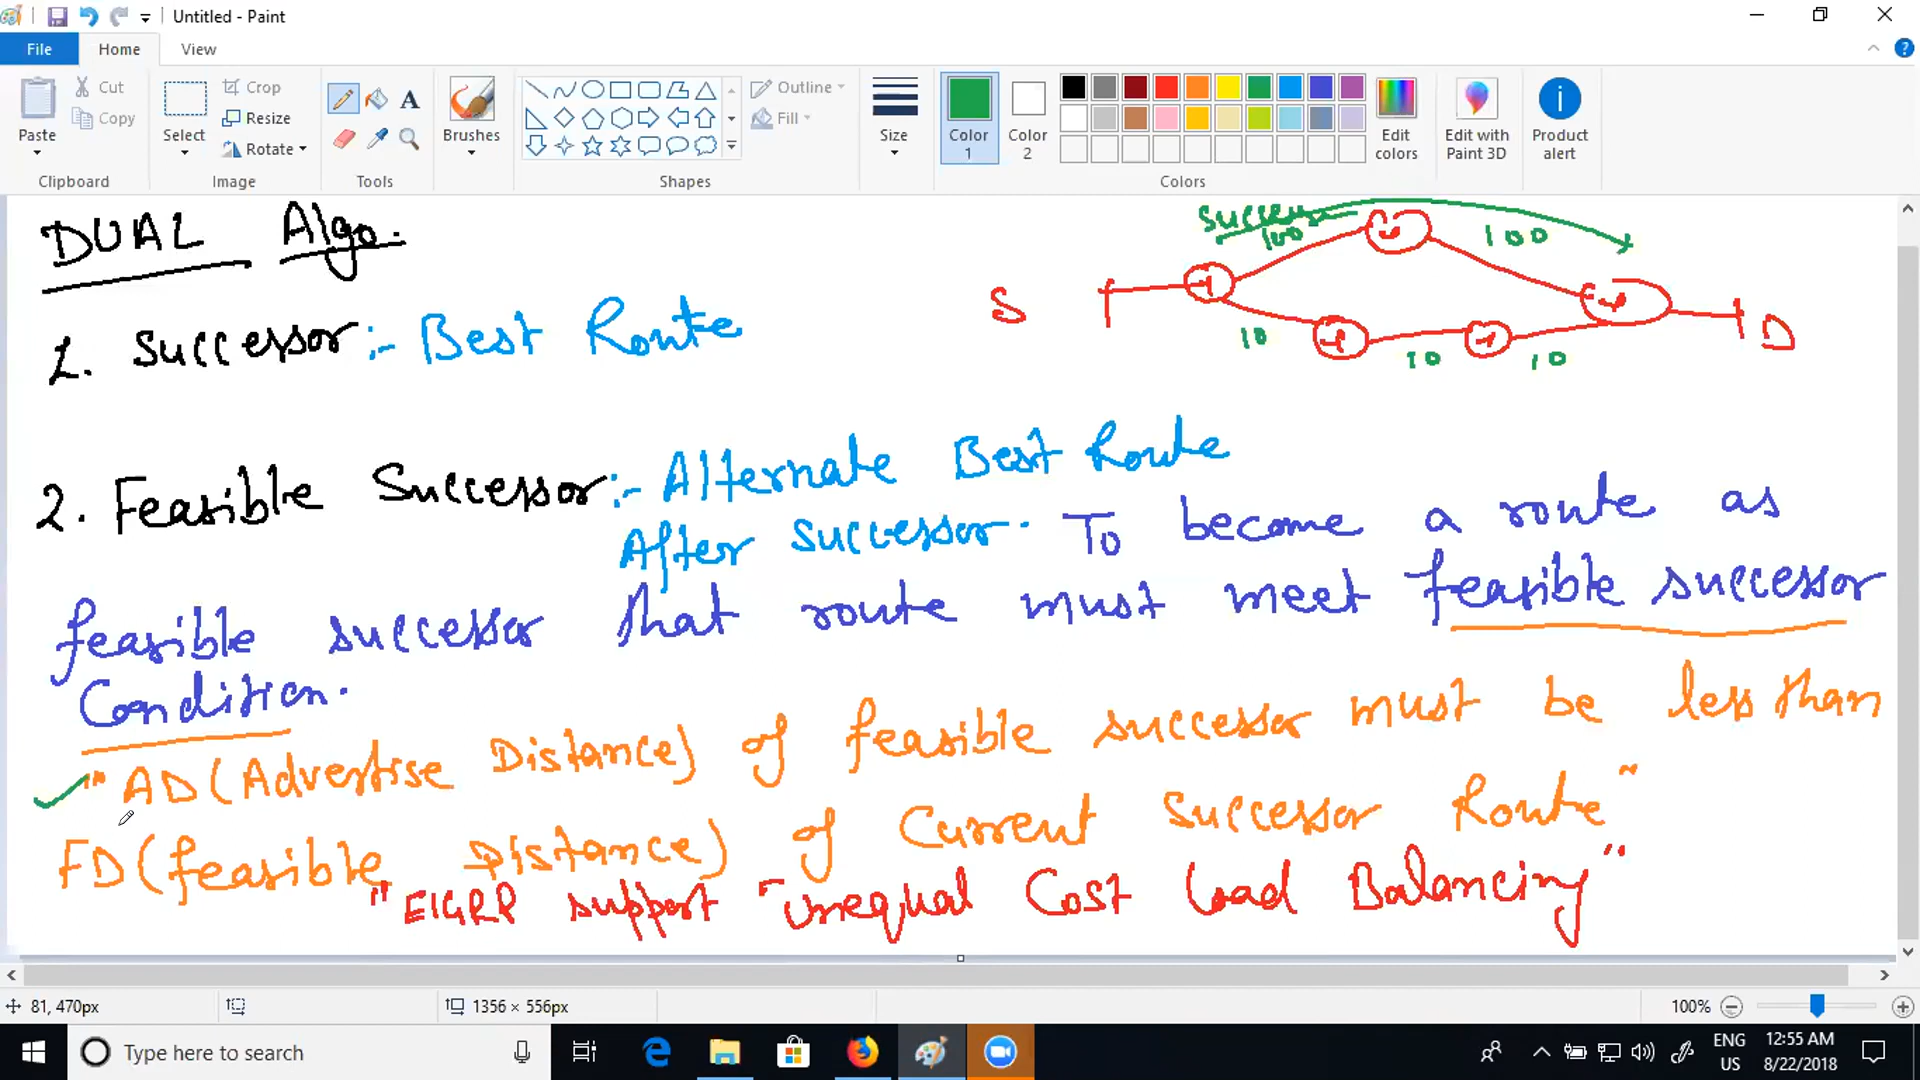 Untitled - Paint
File Home View
Paste
Cut
Copy
Clipboard
Select
Crop
Resize
Rotate
Image
A
Tools
Brushes
Shapes
Outline
Fill
Size
Color 1
Color 2
Edit colors
Edit with Paint 3D
Product alert
Colors
DUAL Algo.
1. Successor:- Best Route
successor
100 100
S D
10 10 10
2. Feasible Successor:- Alternate Best Route
After successor. To become a route as
feasible successor that route must meet feasible successor
Condition.
"AD(Advertise Distance) of feasible successor must be less than
FD(feasible Distance) of Current Successor Route"
"EIGRP support "unequal Cost Load Balancing"
81, 470px
1356 × 556px
100%
Type here to search
ENG
US
12:55 AM
8/22/2018